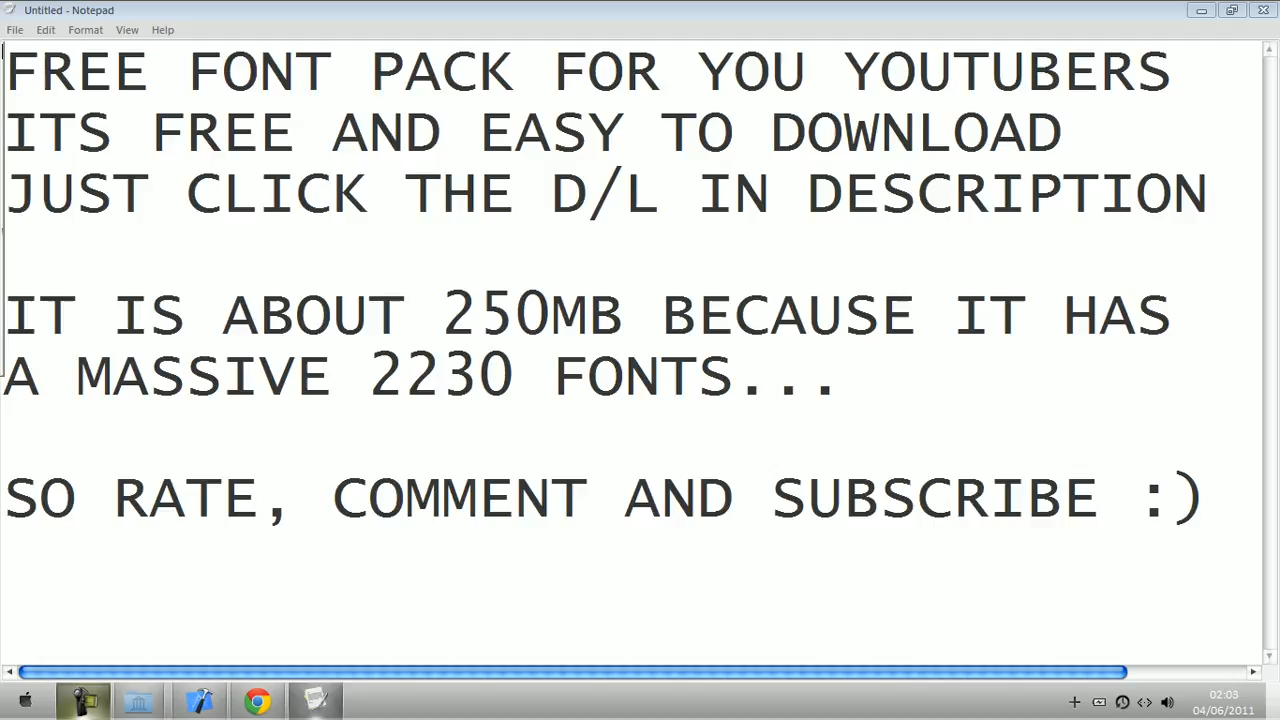 Untitled - Notepad
File Edit Format View Help
FREE FONT PACK FOR YOU YOUTUBERS
ITS FREE AND EASY TO DOWNLOAD
JUST CLICK THE D/L IN DESCRIPTION
IT IS ABOUT 250MB BECAUSE IT HAS
A MASSIVE 2230 FONTS...
SO RATE, COMMENT AND SUBSCRIBE :)
02:03
04/06/2011